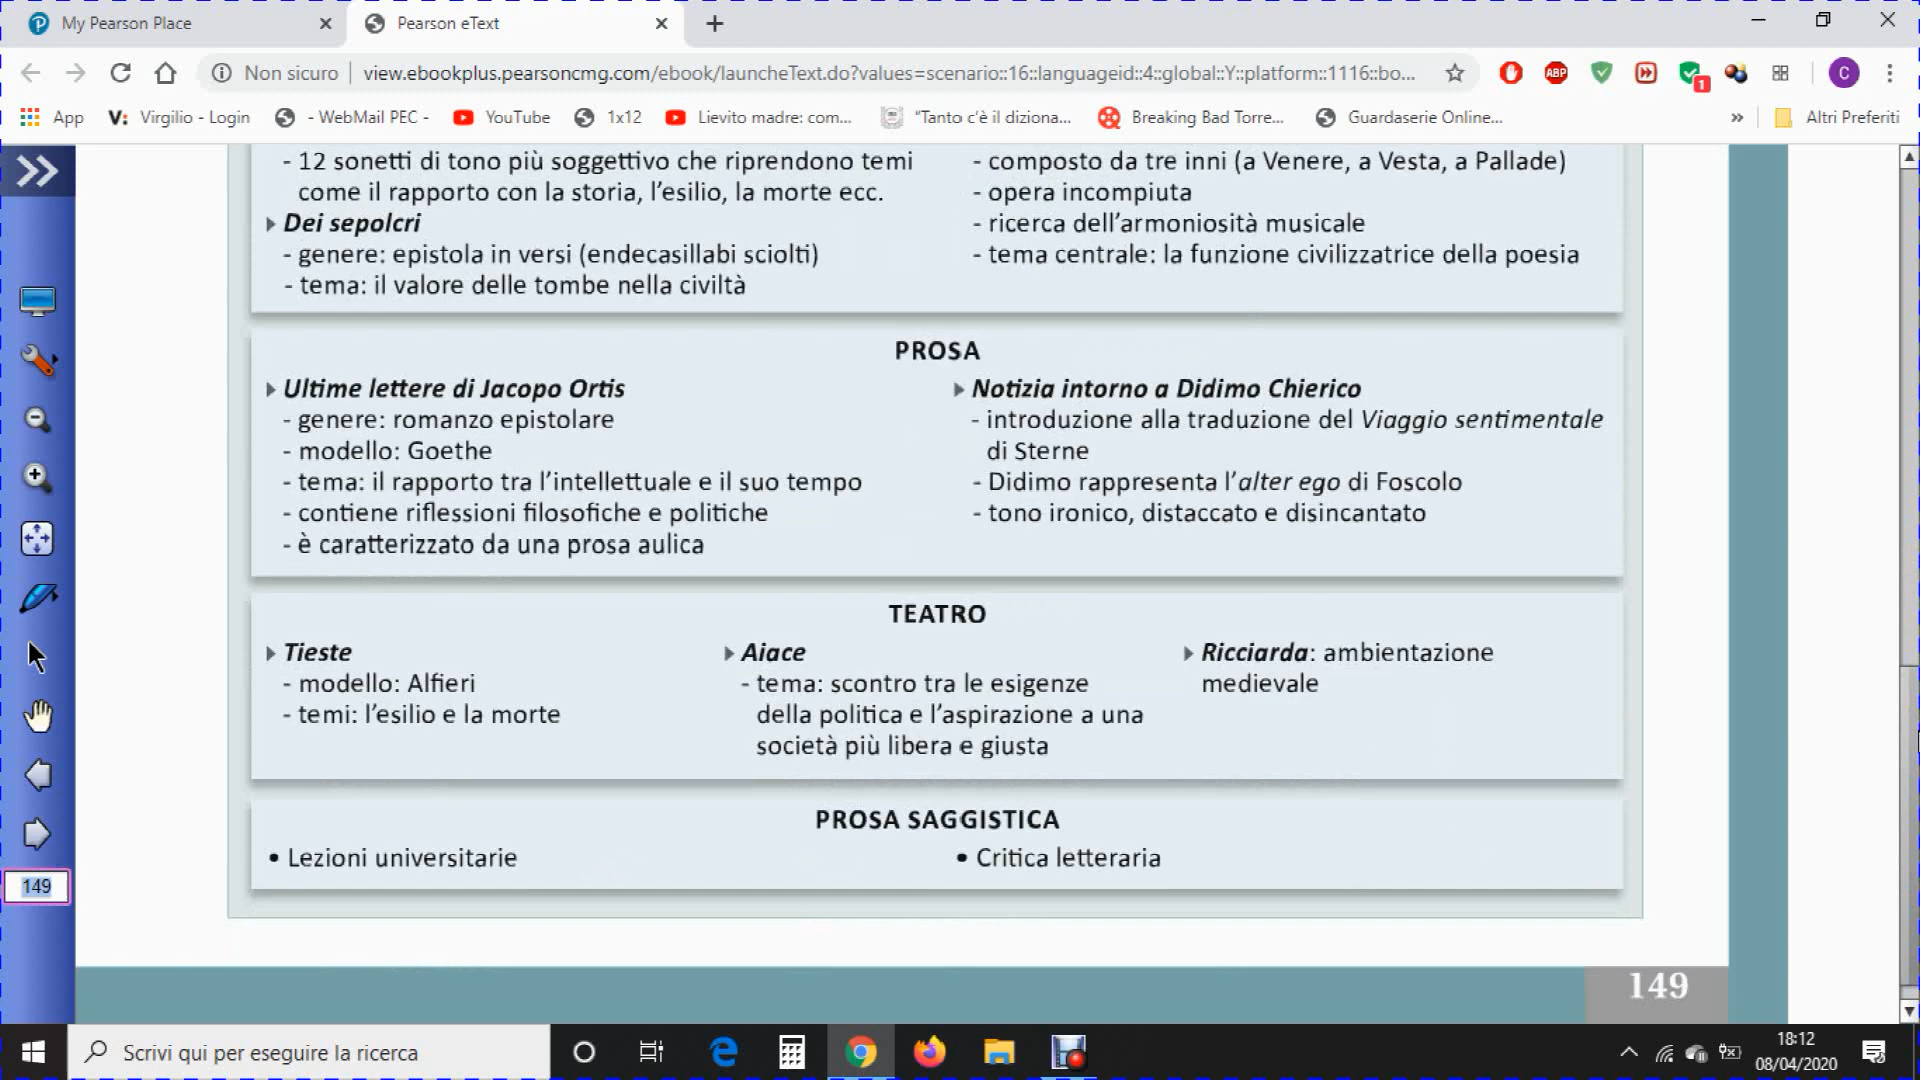 My Pearson Place
Pearson eText
Non sicuro
view.ebookplus.pearsoncmg.com/ebook/launcheText.do?values=scenario::16::languageid::4::global::Y::platform::1116::bo...
ABP
1
C
App
V: Virgilio - Login
- WebMail PEC -
YouTube
1x12
Lievito madre: com...
"Tanto c'è il diziona...
Breaking Bad Torre...
Guardaserie Online...
»
Altri Preferiti
- 12 sonetti di tono più soggettivo che riprendono temi
come il rapporto con la storia, l'esilio, la morte ecc.
Dei sepolcri
- genere: epistola in versi (endecasillabi sciolti)
- tema: il valore delle tombe nella civiltà
- composto da tre inni (a Venere, a Vesta, a Pallade)
- opera incompiuta
- ricerca dell'armoniosità musicale
- tema centrale: la funzione civilizzatrice della poesia
PROSA
Ultime lettere di Jacopo Ortis
- genere: romanzo epistolare
- modello: Goethe
- tema: il rapporto tra l'intellettuale e il suo tempo
- contiene riflessioni filosofiche e politiche
- è caratterizzato da una prosa aulica
Notizia intorno a Didimo Chierico
- introduzione alla traduzione del Viaggio sentimentale
di Sterne
- Didimo rappresenta l'alter ego di Foscolo
- tono ironico, distaccato e disincantato
TEATRO
Tieste
- modello: Alfieri
- temi: l'esilio e la morte
Aiace
- tema: scontro tra le esigenze
della politica e l'aspirazione a una
società più libera e giusta
Ricciarda: ambientazione
medievale
PROSA SAGGISTICA
• Lezioni universitarie
• Critica letteraria
149
149
Scrivi qui per eseguire la ricerca
18:12
08/04/2020